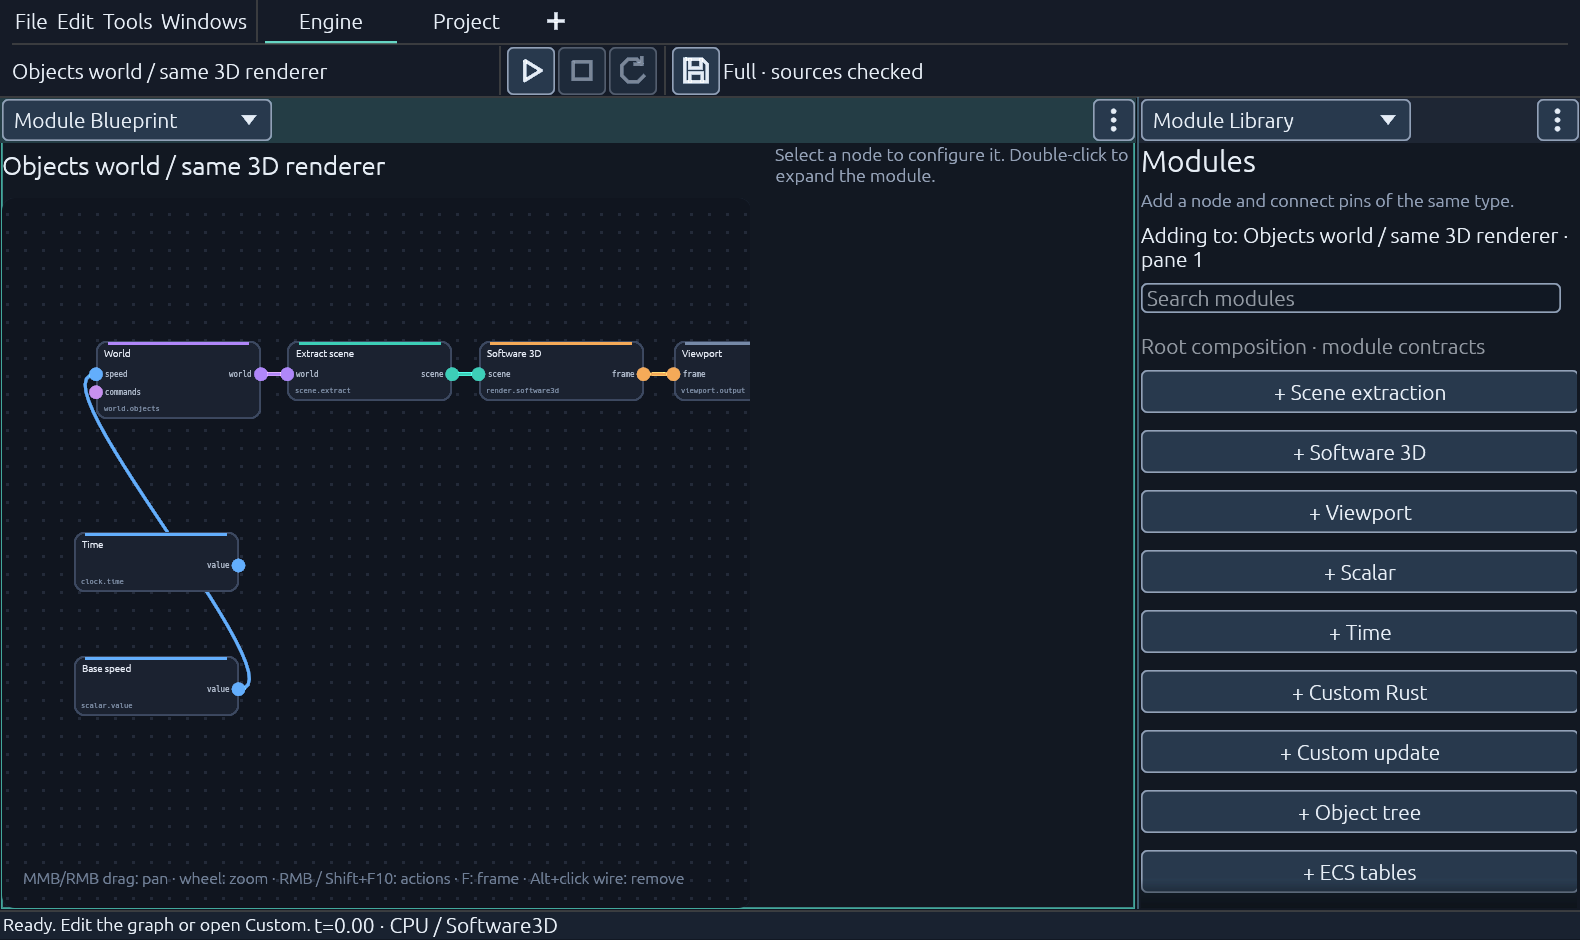 File Edit Tools Windows Engine Project +
Objects world / same 3D renderer Full · sources checked
Module Blueprint
Module Library
Objects world / same 3D renderer
Select a node to configure it. Double-click to
expand the module.
World
speed world
commands
world.objects
Extract scene
world scene
scene.extract
Software 3D
scene frame
render.software3d
Viewport
frame
viewport.output
Time
value
clock.time
Base speed
value
scalar.value
MMB/RMB drag: pan · wheel: zoom · RMB / Shift+F10: actions · F: frame · Alt+click wire: remove
Modules
Add a node and connect pins of the same type.
Adding to: Objects world / same 3D renderer ·
pane 1
Search modules
Root composition · module contracts
+ Scene extraction
+ Software 3D
+ Viewport
+ Scalar
+ Time
+ Custom Rust
+ Custom update
+ Object tree
+ ECS tables
Ready. Edit the graph or open Custom. t=0.00 · CPU / Software3D